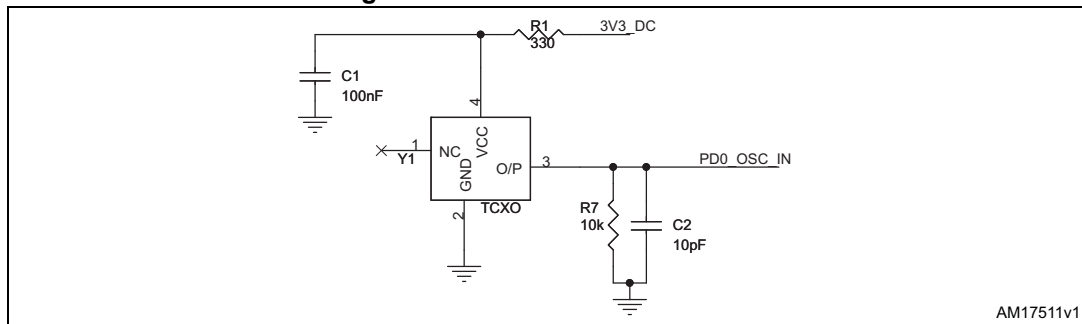 R1
330
3V3_DC
C1
100nF
4
VCC
1
NC
Y1
GND
O/P
3
PD0_OSC_IN
TCXO
2
R7
10k
C2
10pF
AM17511v1